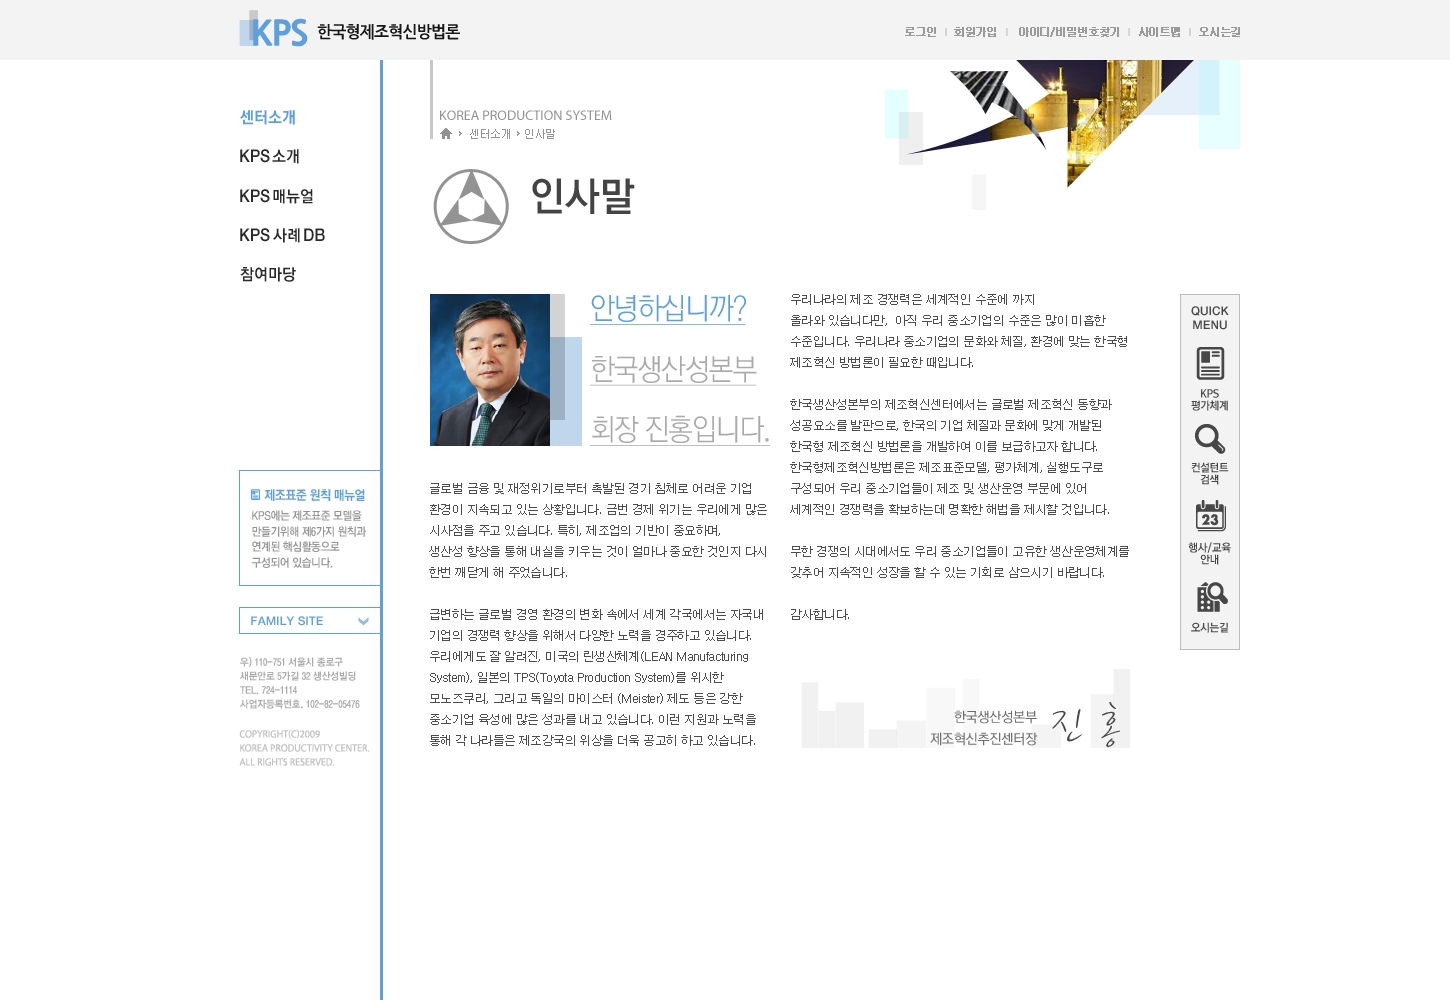 KPS 한국형제조혁신방법론
로그인 회원가입 아이디/비밀번호찾기 사이트맵 오시는길
센터소개
KPS 소개
KPS 매뉴얼
KPS 사례 DB
참여마당
제조표준 원칙 매뉴얼
KPS에는 제조표준 모델을
만들기위해 제6가지 원칙과
연계된 핵심활동으로
구성되어 있습니다.
FAMILY SITE
우) 110-751 서울시 종로구
새문안로 5가길 32 생산성빌딩
TEL. 724-1114
사업자등록번호. 102-82-05476
COPYRIGHT(C)2009
KOREA PRODUCTIVITY CENTER.
ALL RIGHTS RESERVED.
KOREA PRODUCTION SYSTEM
센터소개 인사말
인사말
안녕하십니까?
한국생산성본부
회장 진홍입니다.
글로벌 금융 및 재정위기로부터 촉발된 경기 침체로 어려운 기업
환경이 지속되고 있는 상황입니다. 금번 경제 위기는 우리에게 많은
시사점을 주고 있습니다. 특히, 제조업의 기반이 중요하며,
생산성 향상을 통해 내실을 키우는 것이 얼마나 중요한 것인지 다시
한번 깨닫게 해 주었습니다.
급변하는 글로벌 경영 환경의 변화 속에서 세계 각국에서는 자국내
기업의 경쟁력 향상을 위해서 다양한 노력을 경주하고 있습니다.
우리에게도 잘 알려진, 미국의 린생산체계(LEAN Manufacturing
System), 일본의 TPS(Toyota Production System)를 위시한
모노즈쿠리, 그리고 독일의 마이스터 (Meister) 제도 등은 강한
중소기업 육성에 많은 성과를 내고 있습니다. 이런 지원과 노력을
통해 각 나라들은 제조강국의 위상을 더욱 공고히 하고 있습니다.
우리나라의 제조 경쟁력은 세계적인 수준에 까지
올라와 있습니다만, 아직 우리 중소기업의 수준은 많이 미흡한
수준입니다. 우리나라 중소기업의 문화와 체질, 환경에 맞는 한국형
제조혁신 방법론이 필요한 때입니다.
한국생산성본부의 제조혁신센터에서는 글로벌 제조혁신 동향과
성공요소를 발판으로, 한국의 기업 체질과 문화에 맞게 개발된
한국형 제조혁신 방법론을 개발하여 이를 보급하고자 합니다.
한국형제조혁신방법론은 제조표준모델, 평가체계, 실행도구로
구성되어 우리 중소기업들이 제조 및 생산운영 부문에 있어
세계적인 경쟁력을 확보하는데 명확한 해법을 제시할 것입니다.
무한 경쟁의 시대에서도 우리 중소기업들이 고유한 생산운영체계를
갖추어 지속적인 성장을 할 수 있는 기회로 삼으시기 바랍니다.
감사합니다.
한국생산성본부
제조혁신추진센터장 진 홍
QUICK
MENU
KPS
평가체계
컨설턴트
검색
23
행사/교육
안내
오시는길